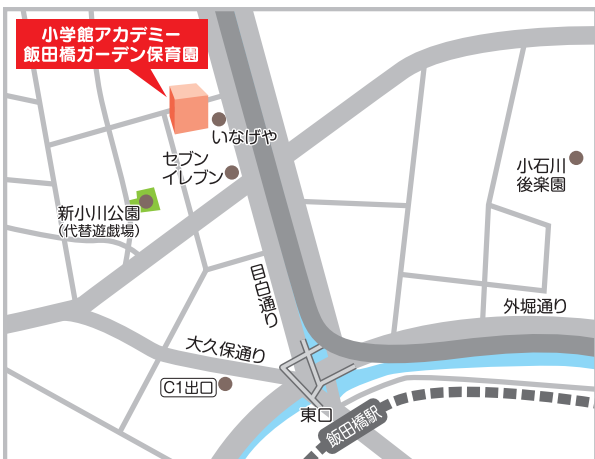 小学館アカデミー
飯田橋ガーデン保育園
いなげや
セブン
イレブン
小石川
後楽園
新小川公園
(代替遊戯場)
目白通り
外堀通り
大久保通り
C1出口
東口
飯田橋駅